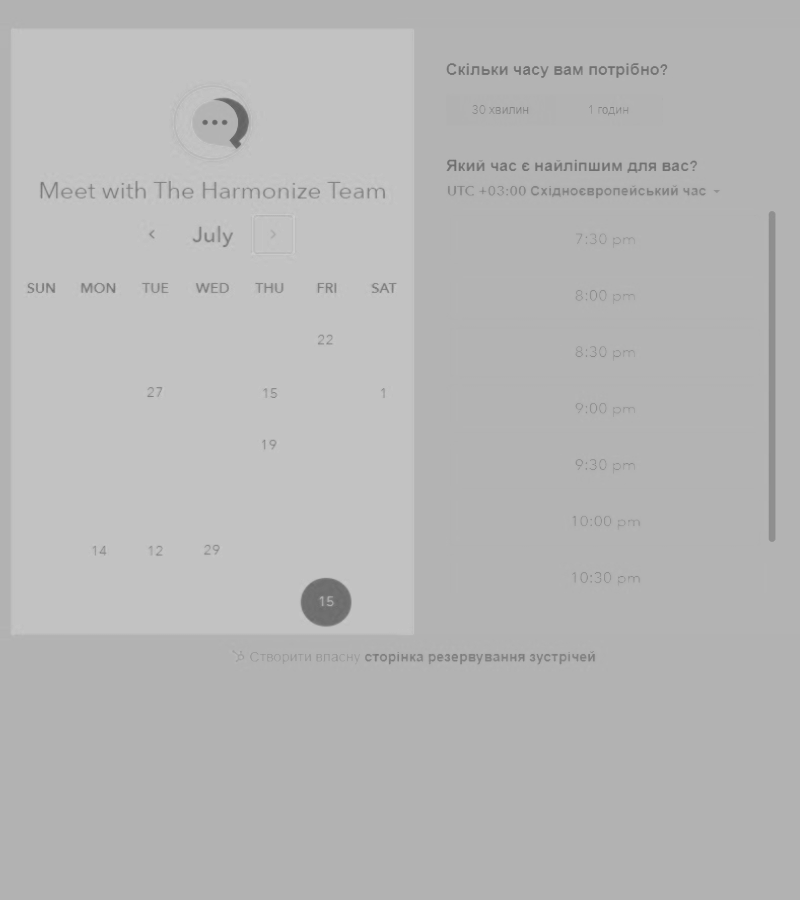 Meet with The Harmonize Team
July
SUN MON TUE WED THU FRI SAT
22
27 15 1
19
14 12 29
15
Скільки часу вам потрібно?
30 хвилин 1 годин
Який час є найліпшим для вас?
UTC +03:00 Східноєвропейський час
7:30 pm
8:00 pm
8:30 pm
9:00 pm
9:30 pm
10:00 pm
10:30 pm
Створити власну сторінка резервування зустрічей